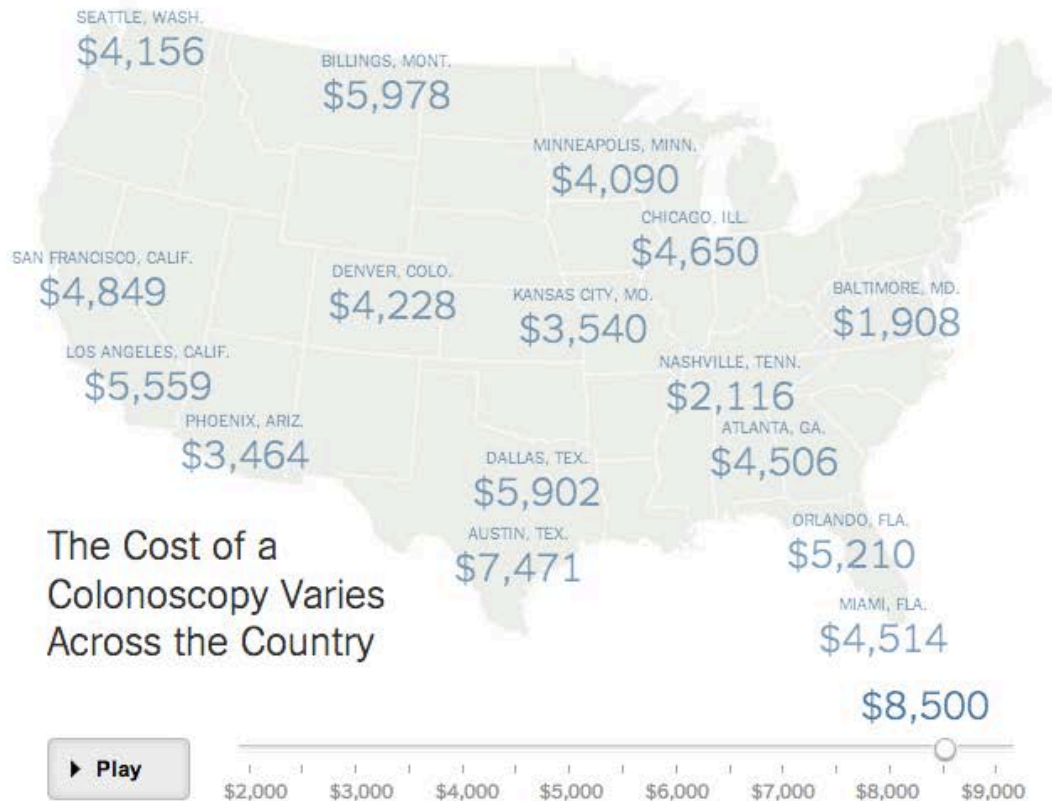 SEATTLE, WASH.
$4,156
BILLINGS, MONT.
$5,978
MINNEAPOLIS, MINN.
$4,090
CHICAGO, ILL.
$4,650
SAN FRANCISCO, CALIF.
$4,849
DENVER, COLO.
$4,228
KANSAS CITY, MO.
$3,540
BALTIMORE, MD.
$1,908
LOS ANGELES, CALIF.
$5,559
NASHVILLE, TENN.
$2,116
PHOENIX, ARIZ.
$3,464
ATLANTA, GA.
$4,506
DALLAS, TEX.
$5,902
AUSTIN, TEX.
$7,471
ORLANDO, FLA.
$5,210
MIAMI, FLA.
$4,514
The Cost of a
Colonoscopy Varies
Across the Country
$8,500
Play
$2,000 $3,000 $4,000 $5,000 $6,000 $7,000 $8,000 $9,000